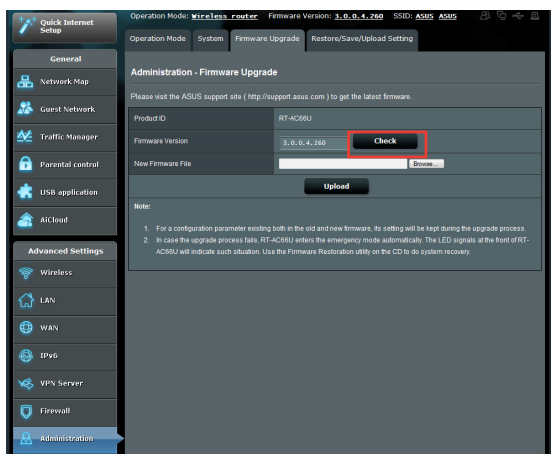 Quick Internet
Setup
Operation Mode: Wireless router Firmware Version: 3.0.0.4.260 SSID: ASUS ASUS
Operation Mode System Firmware Upgrade Restore/Save/Upload Setting
General
Network Map
Guest Network
Traffic Manager
Parental control
USB application
AiCloud
Advanced Settings
Wireless
LAN
WAN
IPv6
VPN Server
Firewall
Administration
Administration - Firmware Upgrade
Please visit the ASUS support site ( http://support.asus.com ) to get the latest firmware.
Product ID RT-AC66U
Firmware Version 3.0.0.4.260 Check
New Firmware File Browse...
Upload
Note:
1. For a configuration parameter existing both in the old and new firmware, its setting will be kept during the upgrade process.
2. In case the upgrade process fails, RT-AC66U enters the emergency mode automatically. The LED signals at the front of RT-
AC66U will indicate such situation. Use the Firmware Restoration utility on the CD to do system recovery.